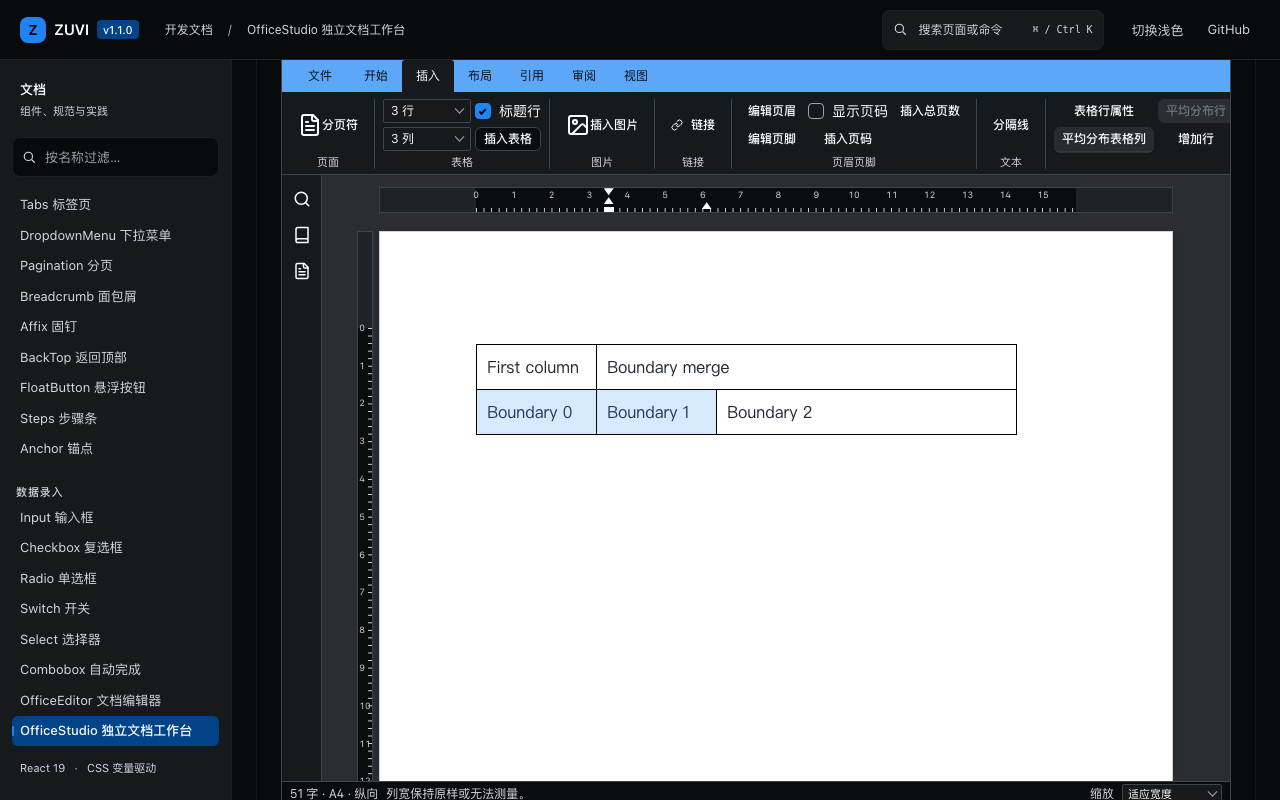 Z ZUVI v1.1.0 开发文档 / OfficeStudio 独立文档工作台 搜索页面或命令 ⌘ / Ctrl K 切换浅色 GitHub
文档
组件、规范与实践
按名称过滤...
Tabs 标签页
DropdownMenu 下拉菜单
Pagination 分页
Breadcrumb 面包屑
Affix 固钉
BackTop 返回顶部
FloatButton 悬浮按钮
Steps 步骤条
Anchor 锚点
数据录入
Input 输入框
Checkbox 复选框
Radio 单选框
Switch 开关
Select 选择器
Combobox 自动完成
OfficeEditor 文档编辑器
OfficeStudio 独立文档工作台
React 19 · CSS 变量驱动
文件 开始 插入 布局 引用 审阅 视图
分页符
页面
3 行 标题行
3 列 插入表格
表格
插入图片
图片
链接
链接
编辑页眉 显示页码 插入总页数
编辑页脚 插入页码
页眉页脚
分隔线
文本
表格行属性 平均分布行
平均分布表格列 增加行
0 1 2 3 4 5 6 7 8 9 10 11 12 13 14 15
0
1
2
3
4
5
6
7
8
9
10
11
12
First column Boundary merge
Boundary 0 Boundary 1 Boundary 2
51 字 · A4 · 纵向 列宽保持原样或无法测量。 缩放 适应宽度